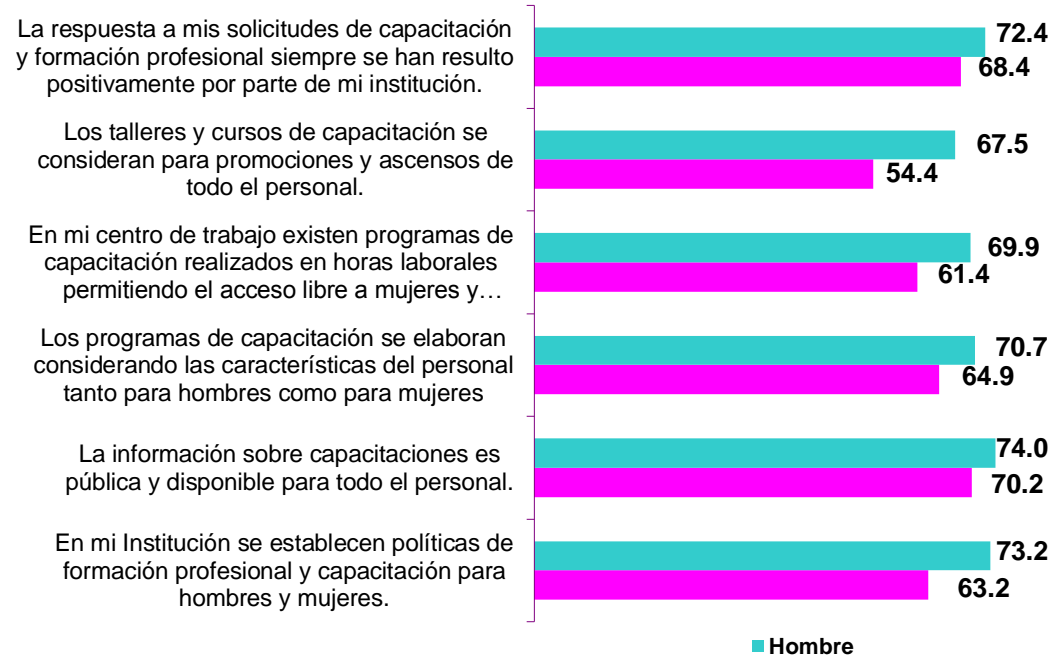 La respuesta a mis solicitudes de capacitación
y formación profesional siempre se han resulto
positivamente por parte de mi institución.
72.4
68.4
Los talleres y cursos de capacitación se
consideran para promociones y ascensos de
todo el personal.
67.5
54.4
En mi centro de trabajo existen programas de
capacitación realizados en horas laborales
permitiendo el acceso libre a mujeres y…
69.9
61.4
Los programas de capacitación se elaboran
considerando las características del personal
tanto para hombres como para mujeres
70.7
64.9
La información sobre capacitaciones es
pública y disponible para todo el personal.
74.0
70.2
En mi Institución se establecen políticas de
formación profesional y capacitación para
hombres y mujeres.
73.2
63.2
Hombre